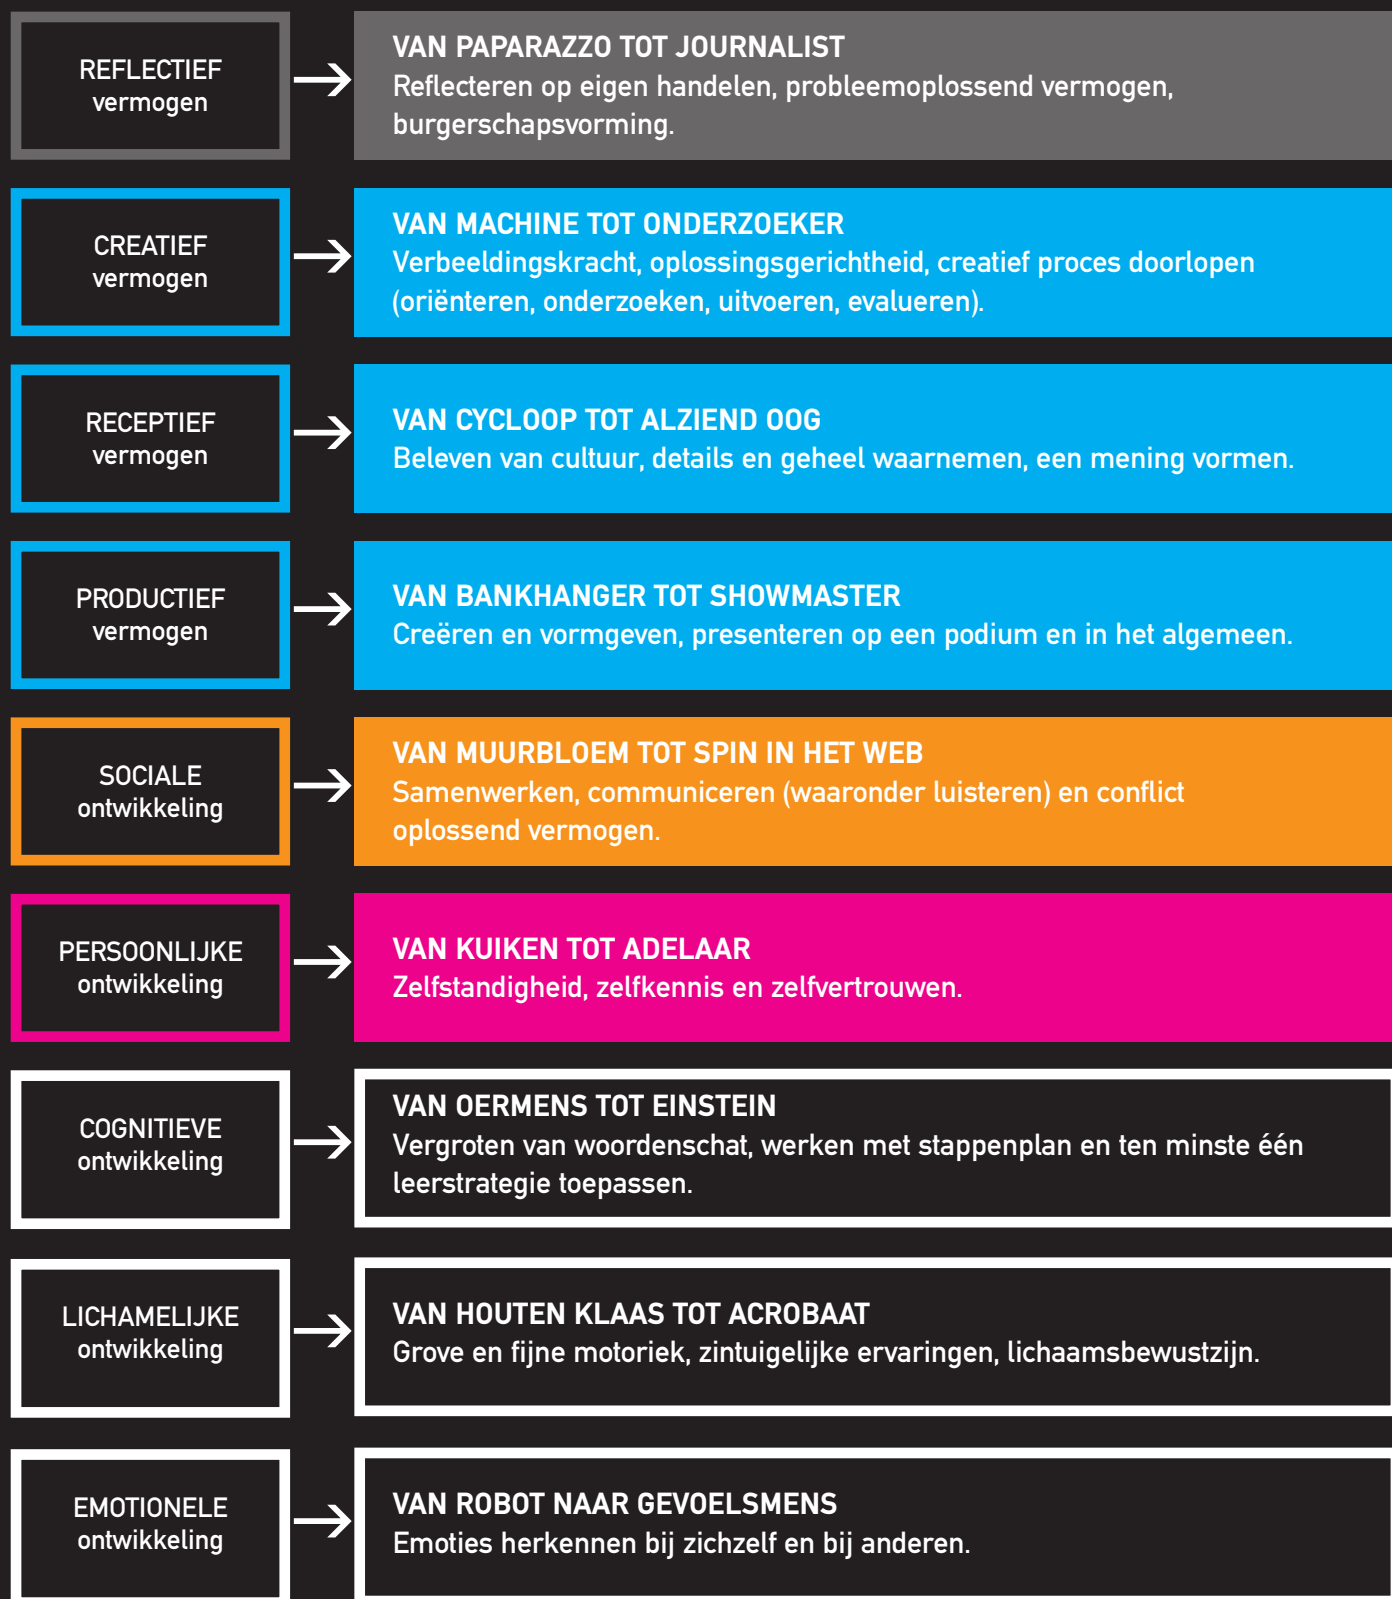 REFLECTIEF
vermogen
VAN PAPARAZZO TOT JOURNALIST
Reflecteren op eigen handelen, probleemoplossend vermogen,
burgerschapsvorming.
CREATIEF
vermogen
VAN MACHINE TOT ONDERZOEKER
Verbeeldingskracht, oplossingsgerichtheid, creatief proces doorlopen
(oriënteren, onderzoeken, uitvoeren, evalueren).
RECEPTIEF
vermogen
VAN CYCLOOP TOT ALZIEND OOG
Beleven van cultuur, details en geheel waarnemen, een mening vormen.
PRODUCTIEF
vermogen
VAN BANKHANGER TOT SHOWMASTER
Creëren en vormgeven, presenteren op een podium en in het algemeen.
SOCIALE
ontwikkeling
VAN MUURBLOEM TOT SPIN IN HET WEB
Samenwerken, communiceren (waaronder luisteren) en conflict
oplossend vermogen.
PERSOONLIJKE
ontwikkeling
VAN KUIKEN TOT ADELAAR
Zelfstandigheid, zelfkennis en zelfvertrouwen.
COGNITIEVE
ontwikkeling
VAN OERMENS TOT EINSTEIN
Vergroten van woordenschat, werken met stappenplan en ten minste één
leerstrategie toepassen.
LICHAMELIJKE
ontwikkeling
VAN HOUTEN KLAAS TOT ACROBAAT
Grove en fijne motoriek, zintuigelijke ervaringen, lichaamsbewustzijn.
EMOTIONELE
ontwikkeling
VAN ROBOT NAAR GEVOELSMENS
Emoties herkennen bij zichzelf en bij anderen.